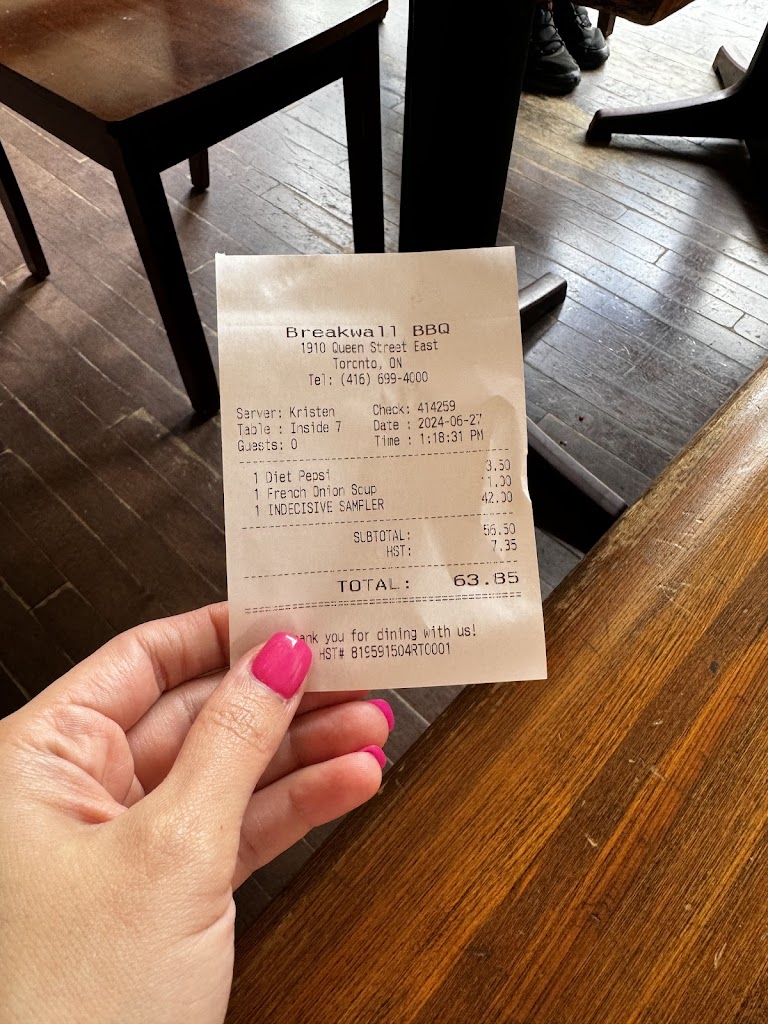 Breakwall BBQ
1910 Queen Street East
Toronto, ON
Tel: (416) 699-4000
Server: Kristen Check: 414259
Table : Inside 7 Date : 2024-06-27
Guests: 0 Time : 1:18:31 PM
1 Diet Pepsi 3.50
1 French Onion Soup 11.00
1 INDECISIVE SAMPLER 42.00
SUBTOTAL: 56.50
HST: 7.35
TOTAL: 63.85
ank you for dining with us!
HST# 819591504RT0001